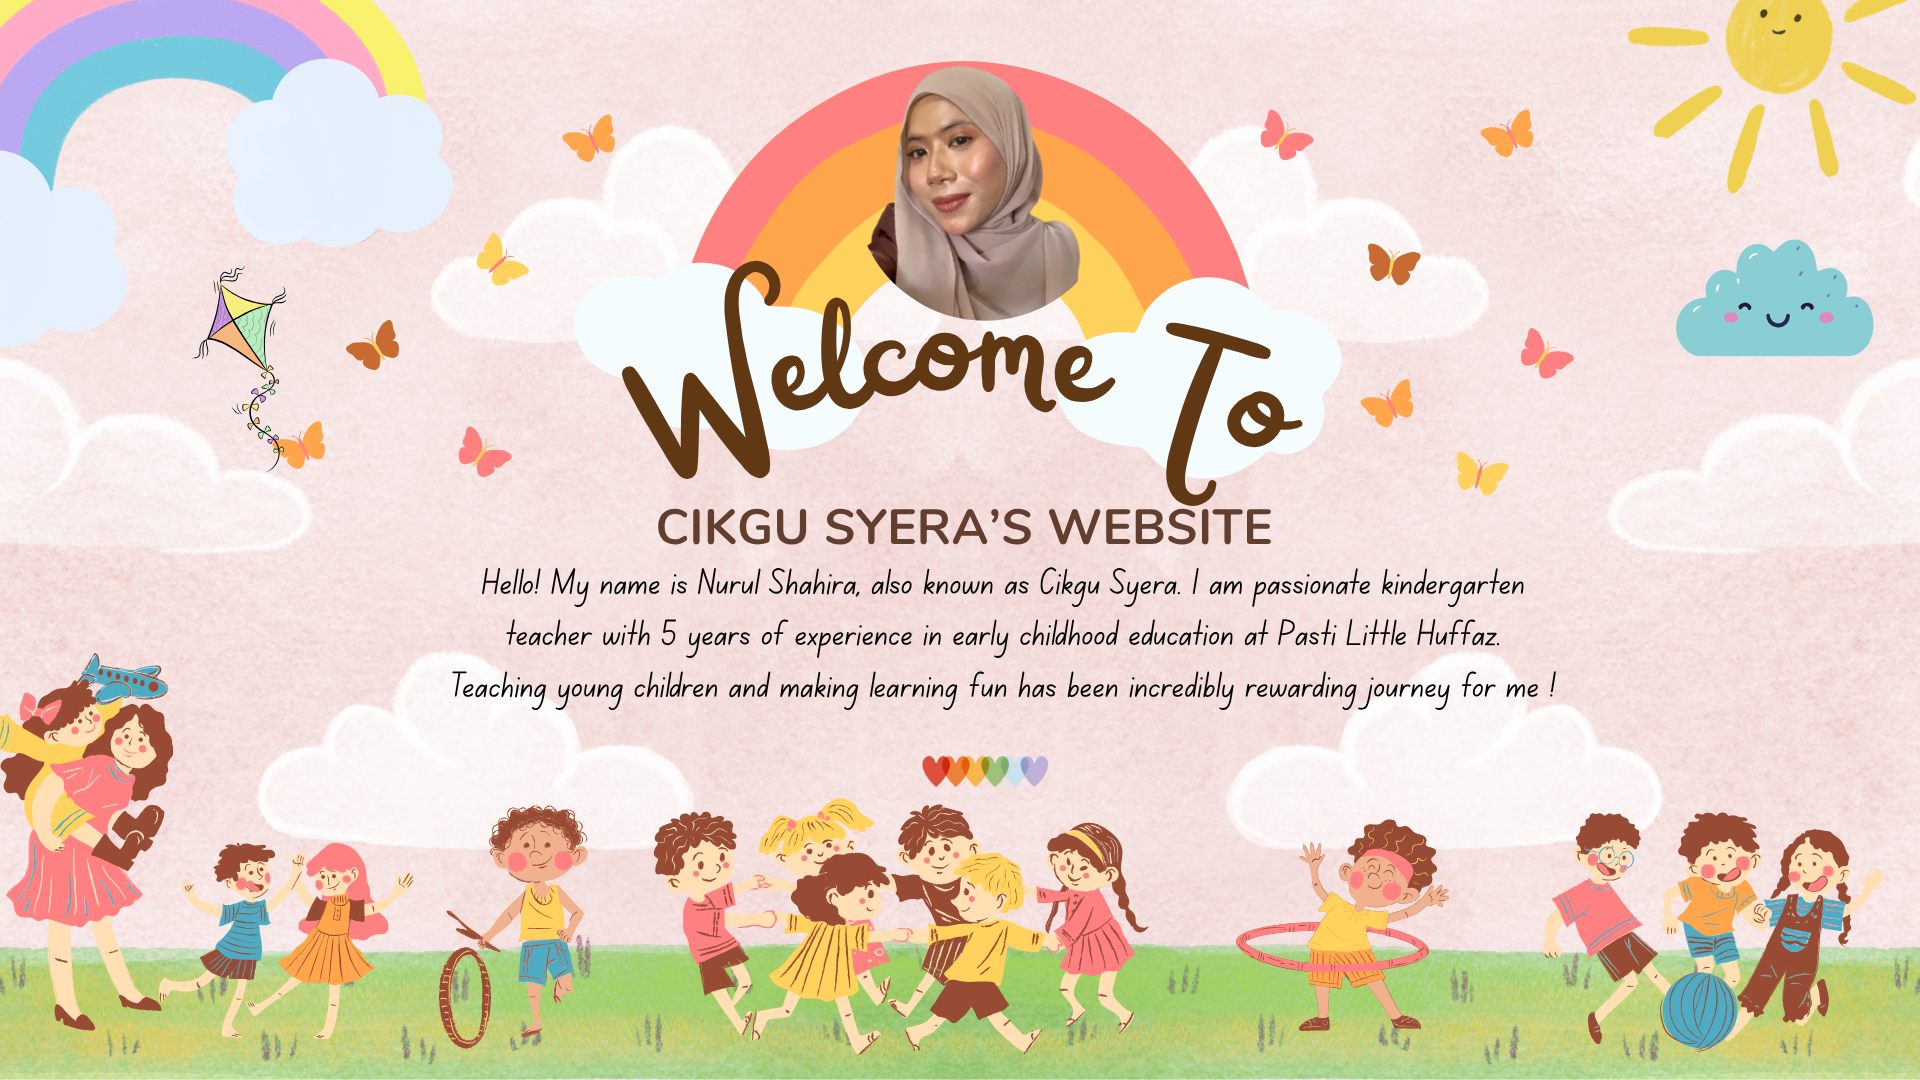 Welcome To
CIKGU SYERA'S WEBSITE
Hello! My name is Nurul Shahira, also known as Cikgu Syera. I am passionate kindergarten
teacher with 5 years of experience in early childhood education at Pasti Little Huffaz.
Teaching young children and making learning fun has been incredibly rewarding journey for me !